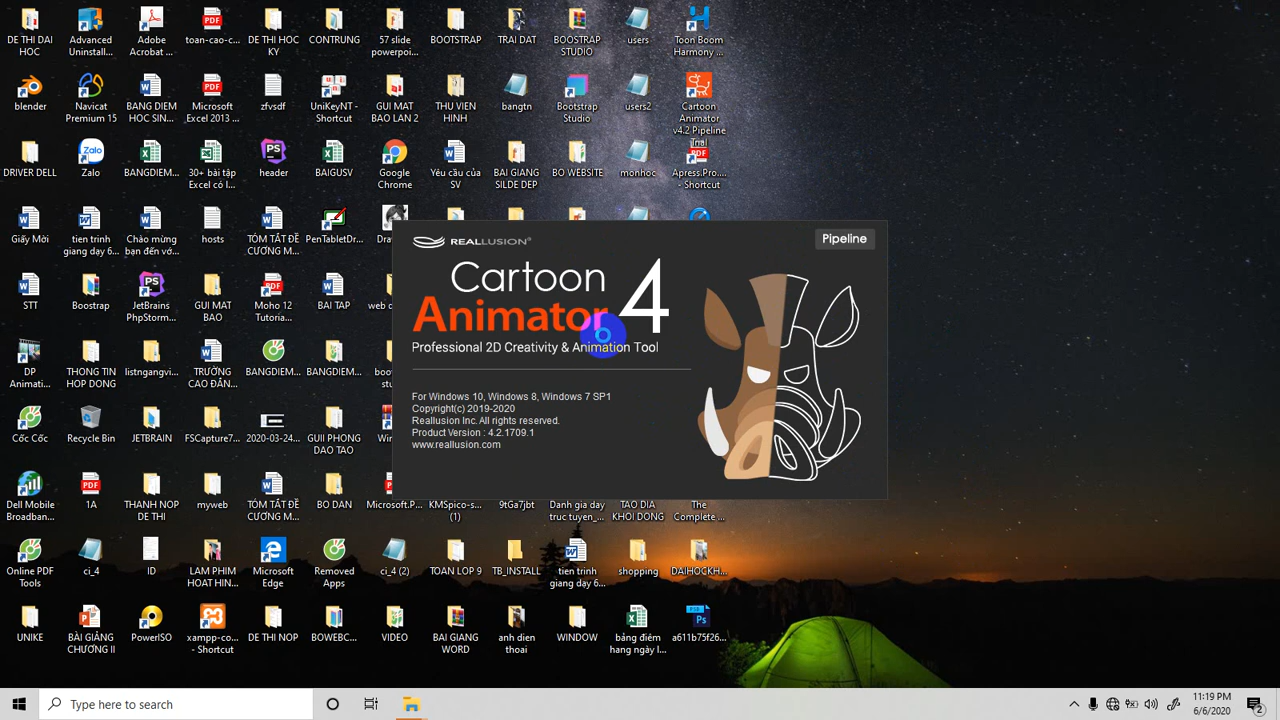 DE THI DAI
HOC
Advanced
Uninstall...
Adobe
Acrobat ...
toan-cao-c...
DE THI HOC
KY
CONTRUNG
57 slide
powerpoi...
BOOTSTRAP
TRAI DAT
BOOSTRAP
STUDIO
users
Toon Boom
Harmony ...
blender
Navicat
Premium 15
BANG DIEM
HOC SIN...
Microsoft
Excel 2013 ...
zfvsdf
UniKeyNT -
Shortcut
GUI MAT
BAO LAN 2
THU VIEN
HINH
bangtn
Bootstrap
Studio
users2
Cartoon
Animator
v4.2 Pipeline
Trial
DRIVER DELL
Zalo
BANGDIEM...
30+ bài tập
Excel có l...
header
BAIGUSV
Google
Chrome
Yêu cầu của
SV
BAI GIANG
SILDE DEP
BO WEBSITE
monhoc
Apress.Pro....
- Shortcut
Giấy Mời
tien trinh
giang day 6...
Chào mừng
bạn đến vớ...
hosts
TÓM TẮT ĐỀ
CƯƠNG M...
PenTabletDr...
STT
Boostrap
JetBrains
PhpStorm...
GUI MAT
BAO
Moho 12
Tutoria...
BAI TAP
DP
Animati...
THONG TIN
HOP DONG
listngangvi...
TRƯỜNG
CAO ĐẲN...
BANGDIEM...
BANGDIEM...
REALLUSION
Pipeline
Cartoon
Animator 4
Professional 2D Creativity & Animation Tool
For Windows 10, Windows 8, Windows 7 SP1
Copyright(c) 2019-2020
Reallusion Inc. All rights reserved.
Product Version : 4.2.1709.1
www.reallusion.com
Cốc Cốc
Recycle Bin
JETBRAIN
FSCapture7...
2020-03-24...
GUII PHONG
DAO TAO
Dell Mobile
Broadban...
1A
THANH NOP
DE THI
myweb
TÓM TẮT ĐỀ
CƯƠNG M...
BO DAN
Microsoft.P...
KMSpico-s...
(1)
9tGa7jbt
Danh gia day
truc tuyen_...
TAO DIA
KHOI DONG
The
Complete ...
Online PDF
Tools
ci_4
ID
LAM PHIM
HOAT HIN...
Microsoft
Edge
Removed
Apps
ci_4 (2)
TOAN LOP 9
TB_INSTALL
tien trinh
giang day 6...
shopping
DAIHOCKH...
UNIKE
BÀI GIẢNG
CHƯƠNG II
PowerISO
xampp-co...
- Shortcut
DE THI NOP
BOWEBC...
VIDEO
BAI GIANG
WORD
anh dien
thoai
WINDOW
bảng điểm
hang ngày l...
a611b75f26...
Type here to search
11:19 PM
6/6/2020
2